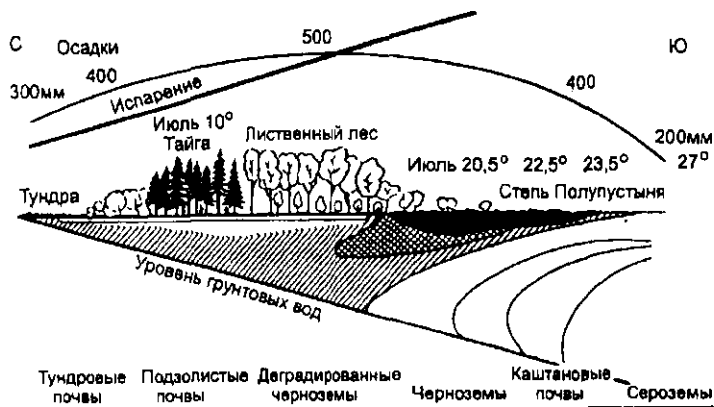 С Осадки 500 Ю
400 400
300мм Испарение 200мм
Июль 10° Лиственный лес 27°
Тайга Июль 20,5° 22,5° 23,5°
Тундра Степь Полупустыня
Уровень грунтовых вод
Тундровые почвы
Подзолистые почвы
Деградированные черноземы
Черноземы
Каштановые почвы
Сероземы